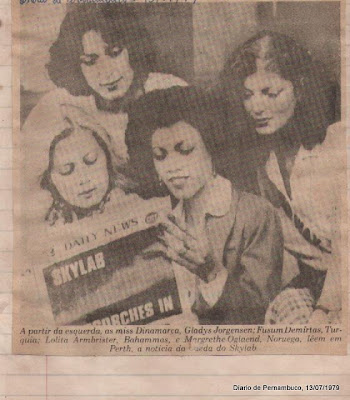 DAILY NEWS
SKYLAB
SCORCHES IN
A partir da esquerda, as miss Dinamarca, Gladys Jorgensen; Fusum Demirtas, Tur-
quia; Lolita Armbrister, Bahammas, e Margrethe Oglaend, Noruega, lêem em
Perth, a notícia da queda do Skylab
Diario de Pernambuco, 13/07/1979